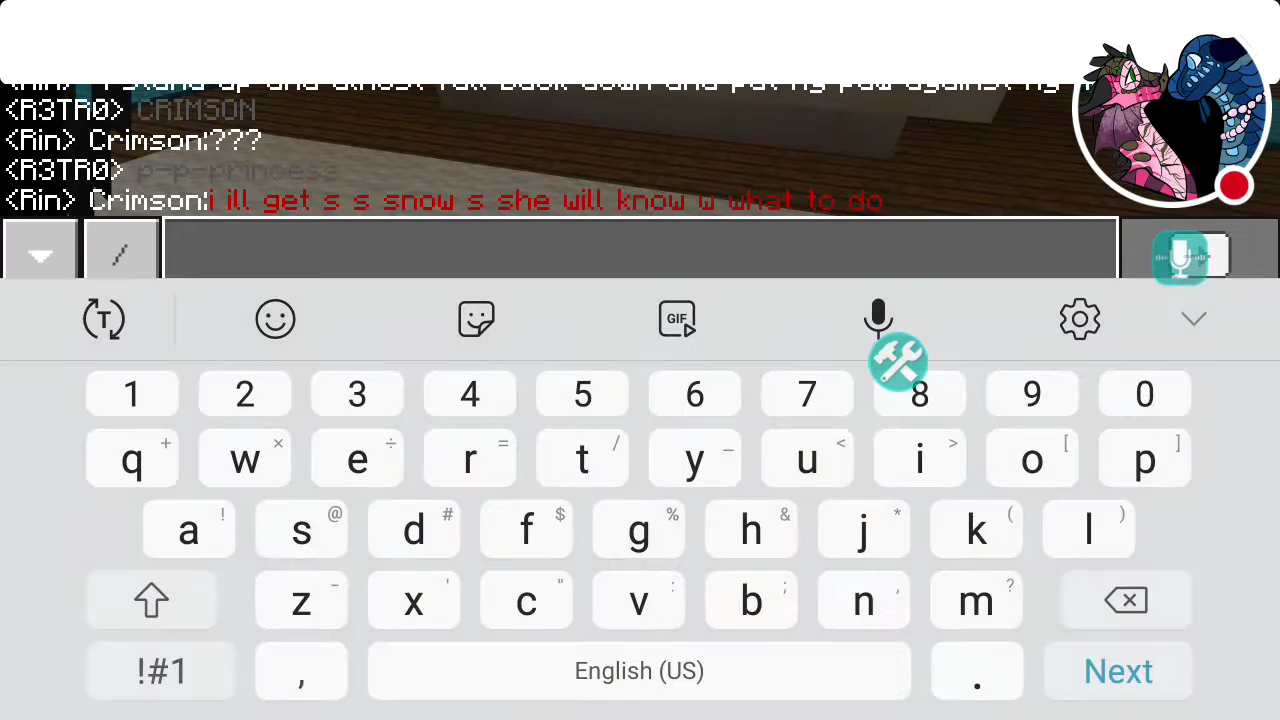 <R3TR0> CRIMSON
<Rin> Crimson:???
<R3TR0> p-p-princess
<Rin> Crimson:i ill get s s snow s she will know w what to do
/
T GIF
1 2 3 4 5 6 7 8 9 0
q + w × e ÷ r = t / y _ u < i > o [ p ]
a ! s @ d # f $ g % h & j * k ( l )
z - x ' c " v : b ; n , m ?
!#1 , English (US) . Next